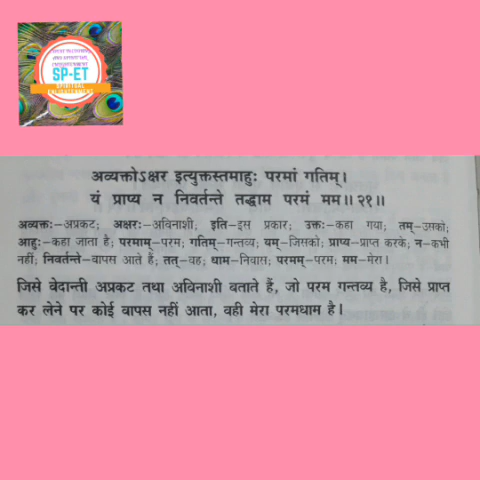 SP-ET
SPIRITUAL
अव्यक्तोऽक्षर इत्युक्तस्तमाहुः परमां गतिम्।
यं प्राप्य न निवर्तन्ते तद्धाम परमं मम॥२१॥
अव्यक्तः–अप्रकट; अक्षरः–अविनाशी; इति–इस प्रकार; उक्तः–कहा गया; तम्–उसको;
आहुः–कहा जाता है; परमाम्–परम; गतिम्–गन्तव्य; यम्–जिसको; प्राप्य–प्राप्त करके; न–कभी
नहीं; निवर्तन्ते–वापस आते हैं; तत्–वह; धाम–निवास; परमम्–परम; मम–मेरा।
जिसे वेदान्ती अप्रकट तथा अविनाशी बताते हैं, जो परम गन्तव्य है, जिसे प्राप्त
कर लेने पर कोई वापस नहीं आता, वही मेरा परमधाम है।